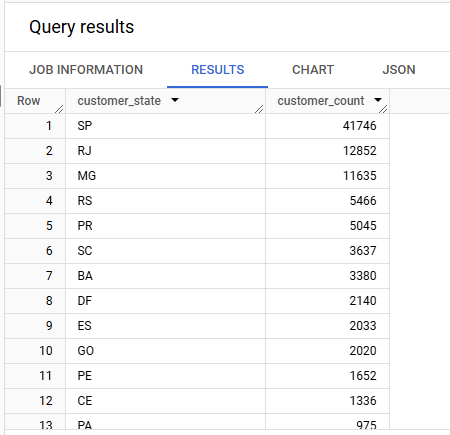 Query results
JOB INFORMATION RESULTS CHART JSON
Row customer_state customer_count
1 SP 41746
2 RJ 12852
3 MG 11635
4 RS 5466
5 PR 5045
6 SC 3637
7 BA 3380
8 DF 2140
9 ES 2033
10 GO 2020
11 PE 1652
12 CE 1336
13 PA 975